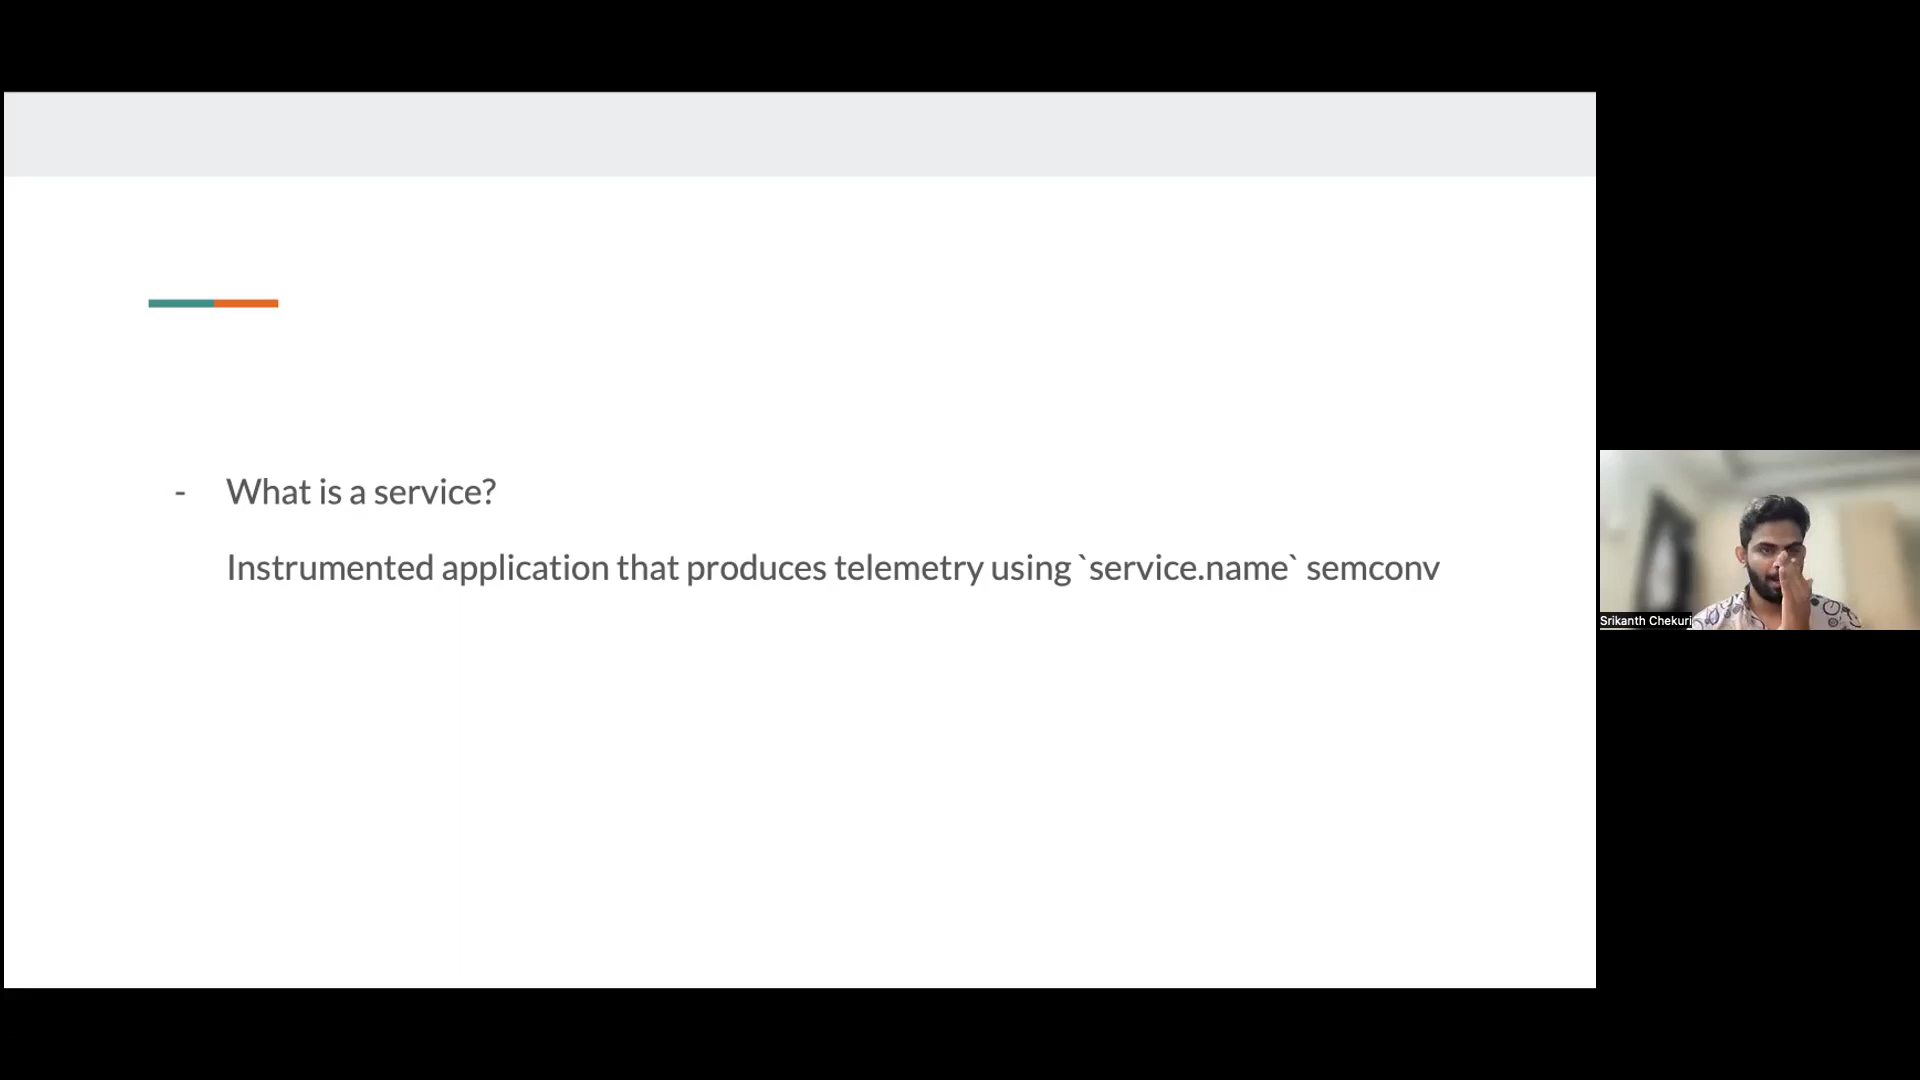 - What is a service?
Instrumented application that produces telemetry using `service.name` semconv
Srikanth Chekuri